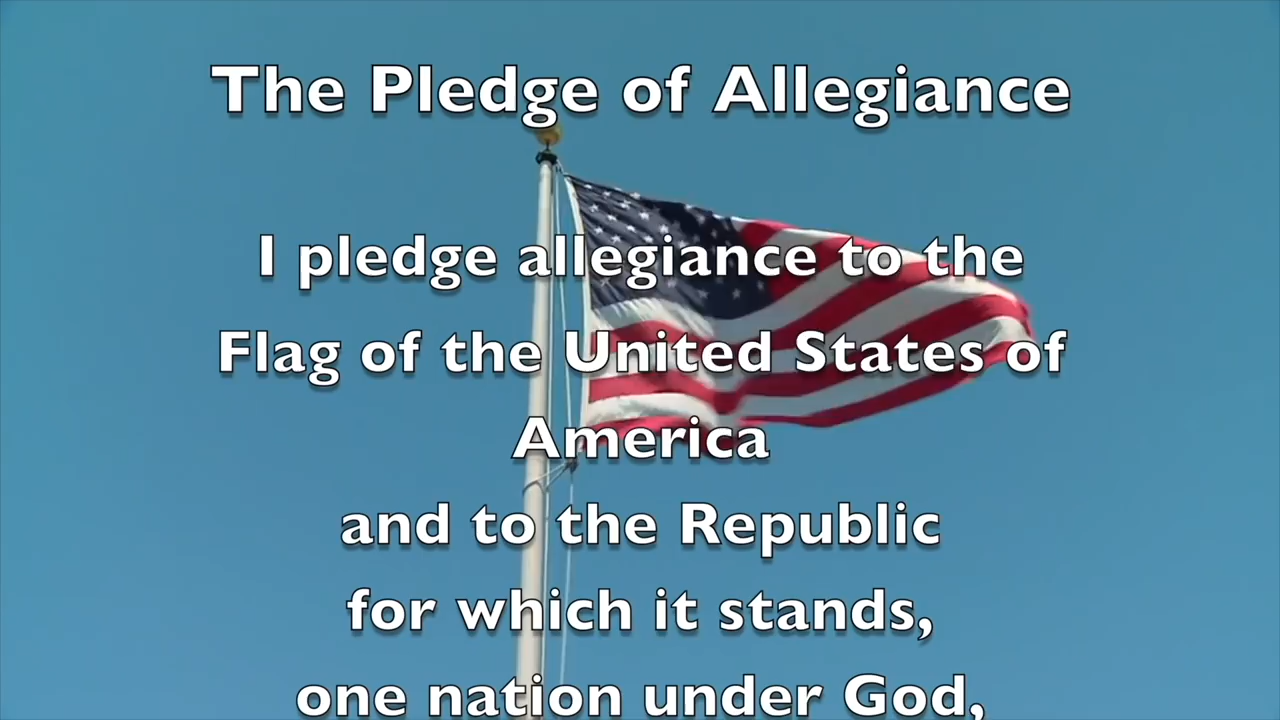 The Pledge of Allegiance
I pledge allegiance to the
Flag of the United States of
America
and to the Republic
for which it stands,
one nation under God,